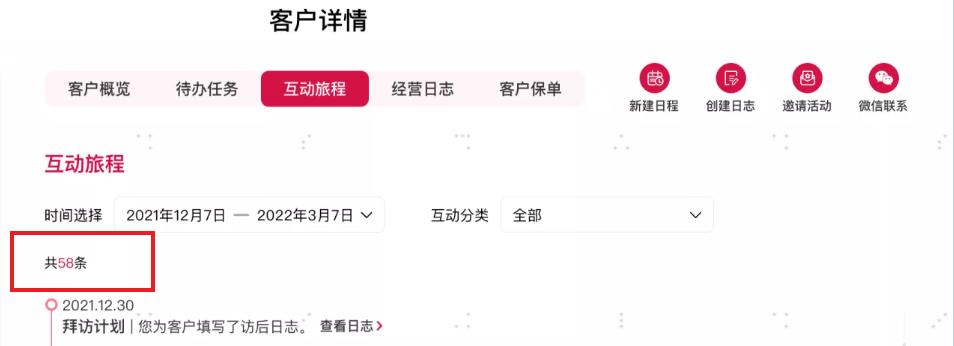 客户详情
客户概览 待办任务 互动旅程 经营日志 客户保单
新建日程 创建日志 邀请活动 微信联系
互动旅程
时间选择 2021年12月7日 — 2022年3月7日 互动分类 全部
共58条
2021.12.30
拜访计划 | 您为客户填写了访后日志。 查看日志